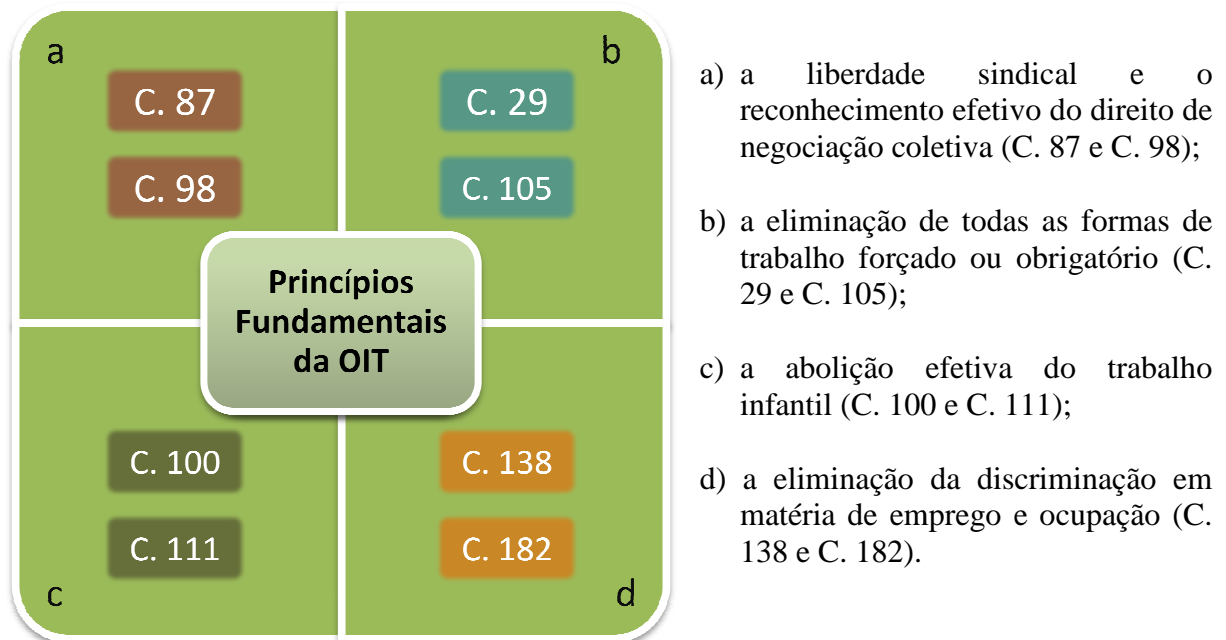 a
C. 87
C. 98
b
C. 29
C. 105
Princípios
Fundamentais
da OIT
C. 100
C. 111
c
C. 138
C. 182
d
a) a liberdade sindical e o
reconhecimento efetivo do direito de
negociação coletiva (C. 87 e C. 98);
b) a eliminação de todas as formas de
trabalho forçado ou obrigatório (C.
29 e C. 105);
c) a abolição efetiva do trabalho
infantil (C. 100 e C. 111);
d) a eliminação da discriminação em
matéria de emprego e ocupação (C.
138 e C. 182).